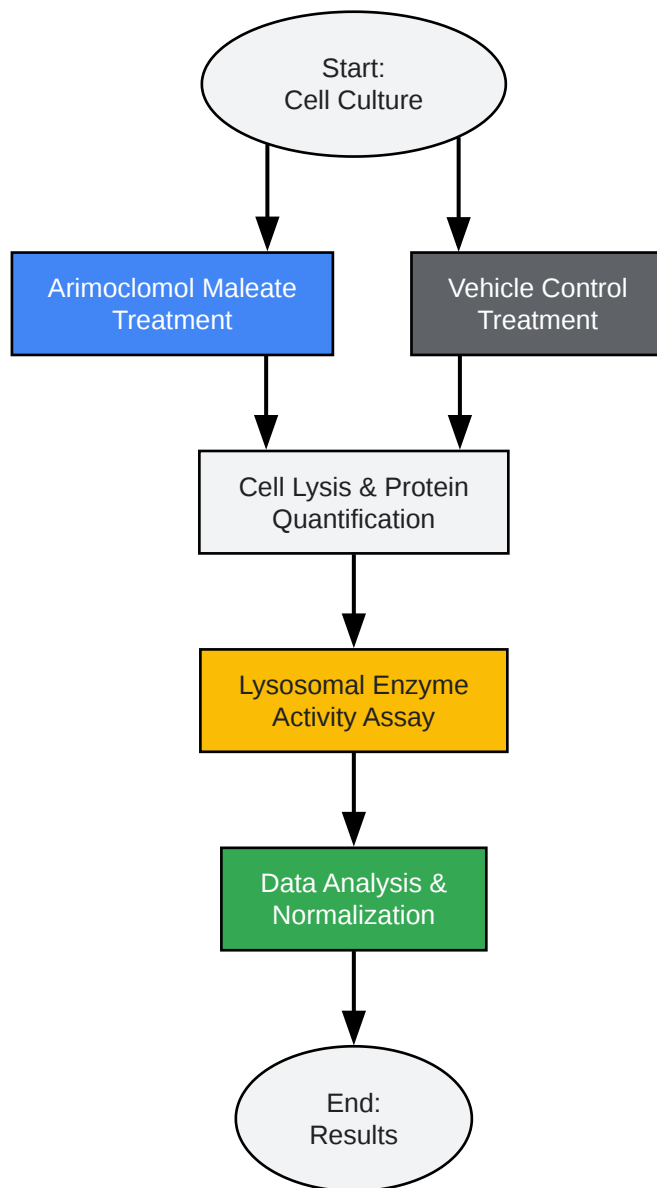 Start:
Cell Culture
Arimoclomol Maleate
Treatment
Vehicle Control
Treatment
Cell Lysis & Protein
Quantification
Lysosomal Enzyme
Activity Assay
Data Analysis &
Normalization
End:
Results